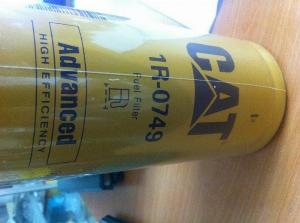 CAT
1R-0749
Fuel Filter
Advanced
HIGH EFFICIENCY